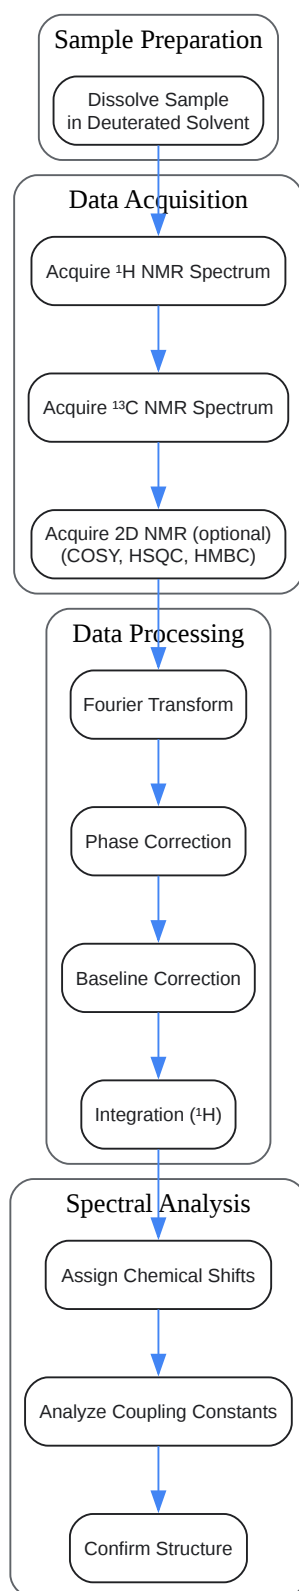 Sample Preparation
Dissolve Sample
in Deuterated Solvent
Data Acquisition
Acquire ¹H NMR Spectrum
Acquire ¹³C NMR Spectrum
Acquire 2D NMR (optional)
(COSY, HSQC, HMBC)
Data Processing
Fourier Transform
Phase Correction
Baseline Correction
Integration (¹H)
Spectral Analysis
Assign Chemical Shifts
Analyze Coupling Constants
Confirm Structure